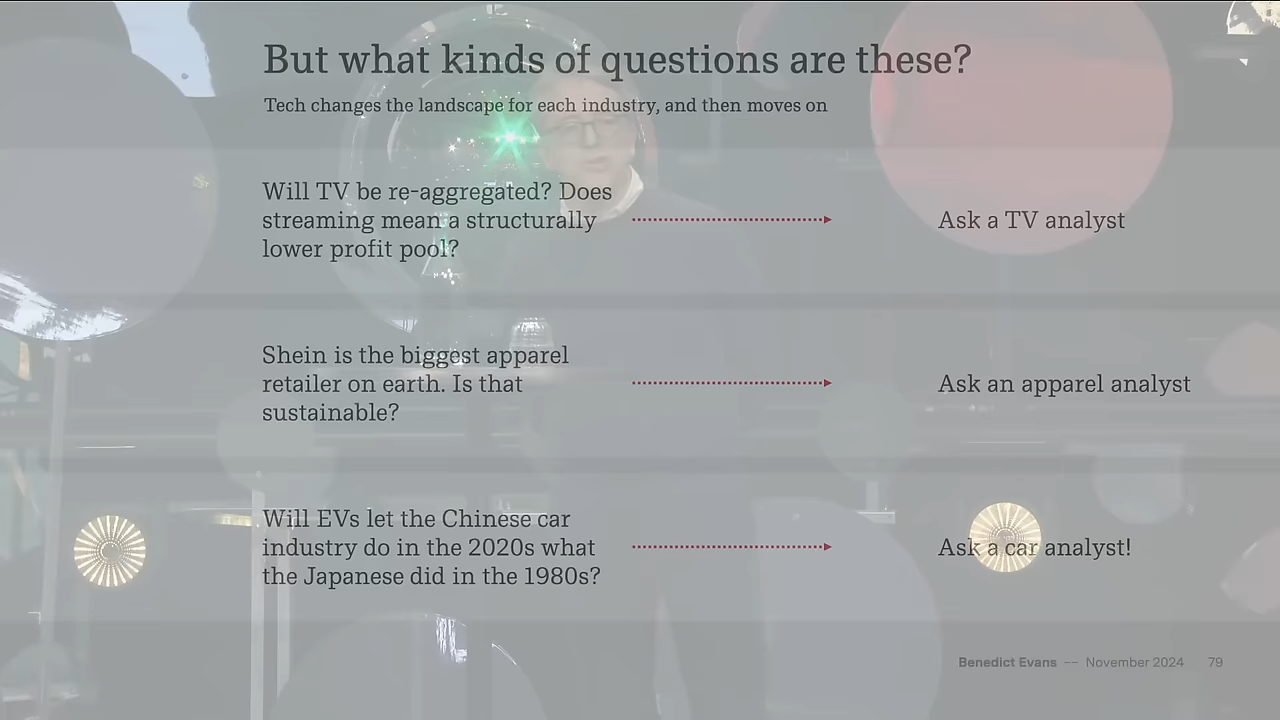 But what kinds of questions are these?
Tech changes the landscape for each industry, and then moves on
Will TV be re-aggregated? Does
streaming mean a structurally
lower profit pool?
Ask a TV analyst
Shein is the biggest apparel
retailer on earth. Is that
sustainable?
Ask an apparel analyst
Will EVs let the Chinese car
industry do in the 2020s what
the Japanese did in the 1980s?
Ask a car analyst!
Benedict Evans — November 2024 79